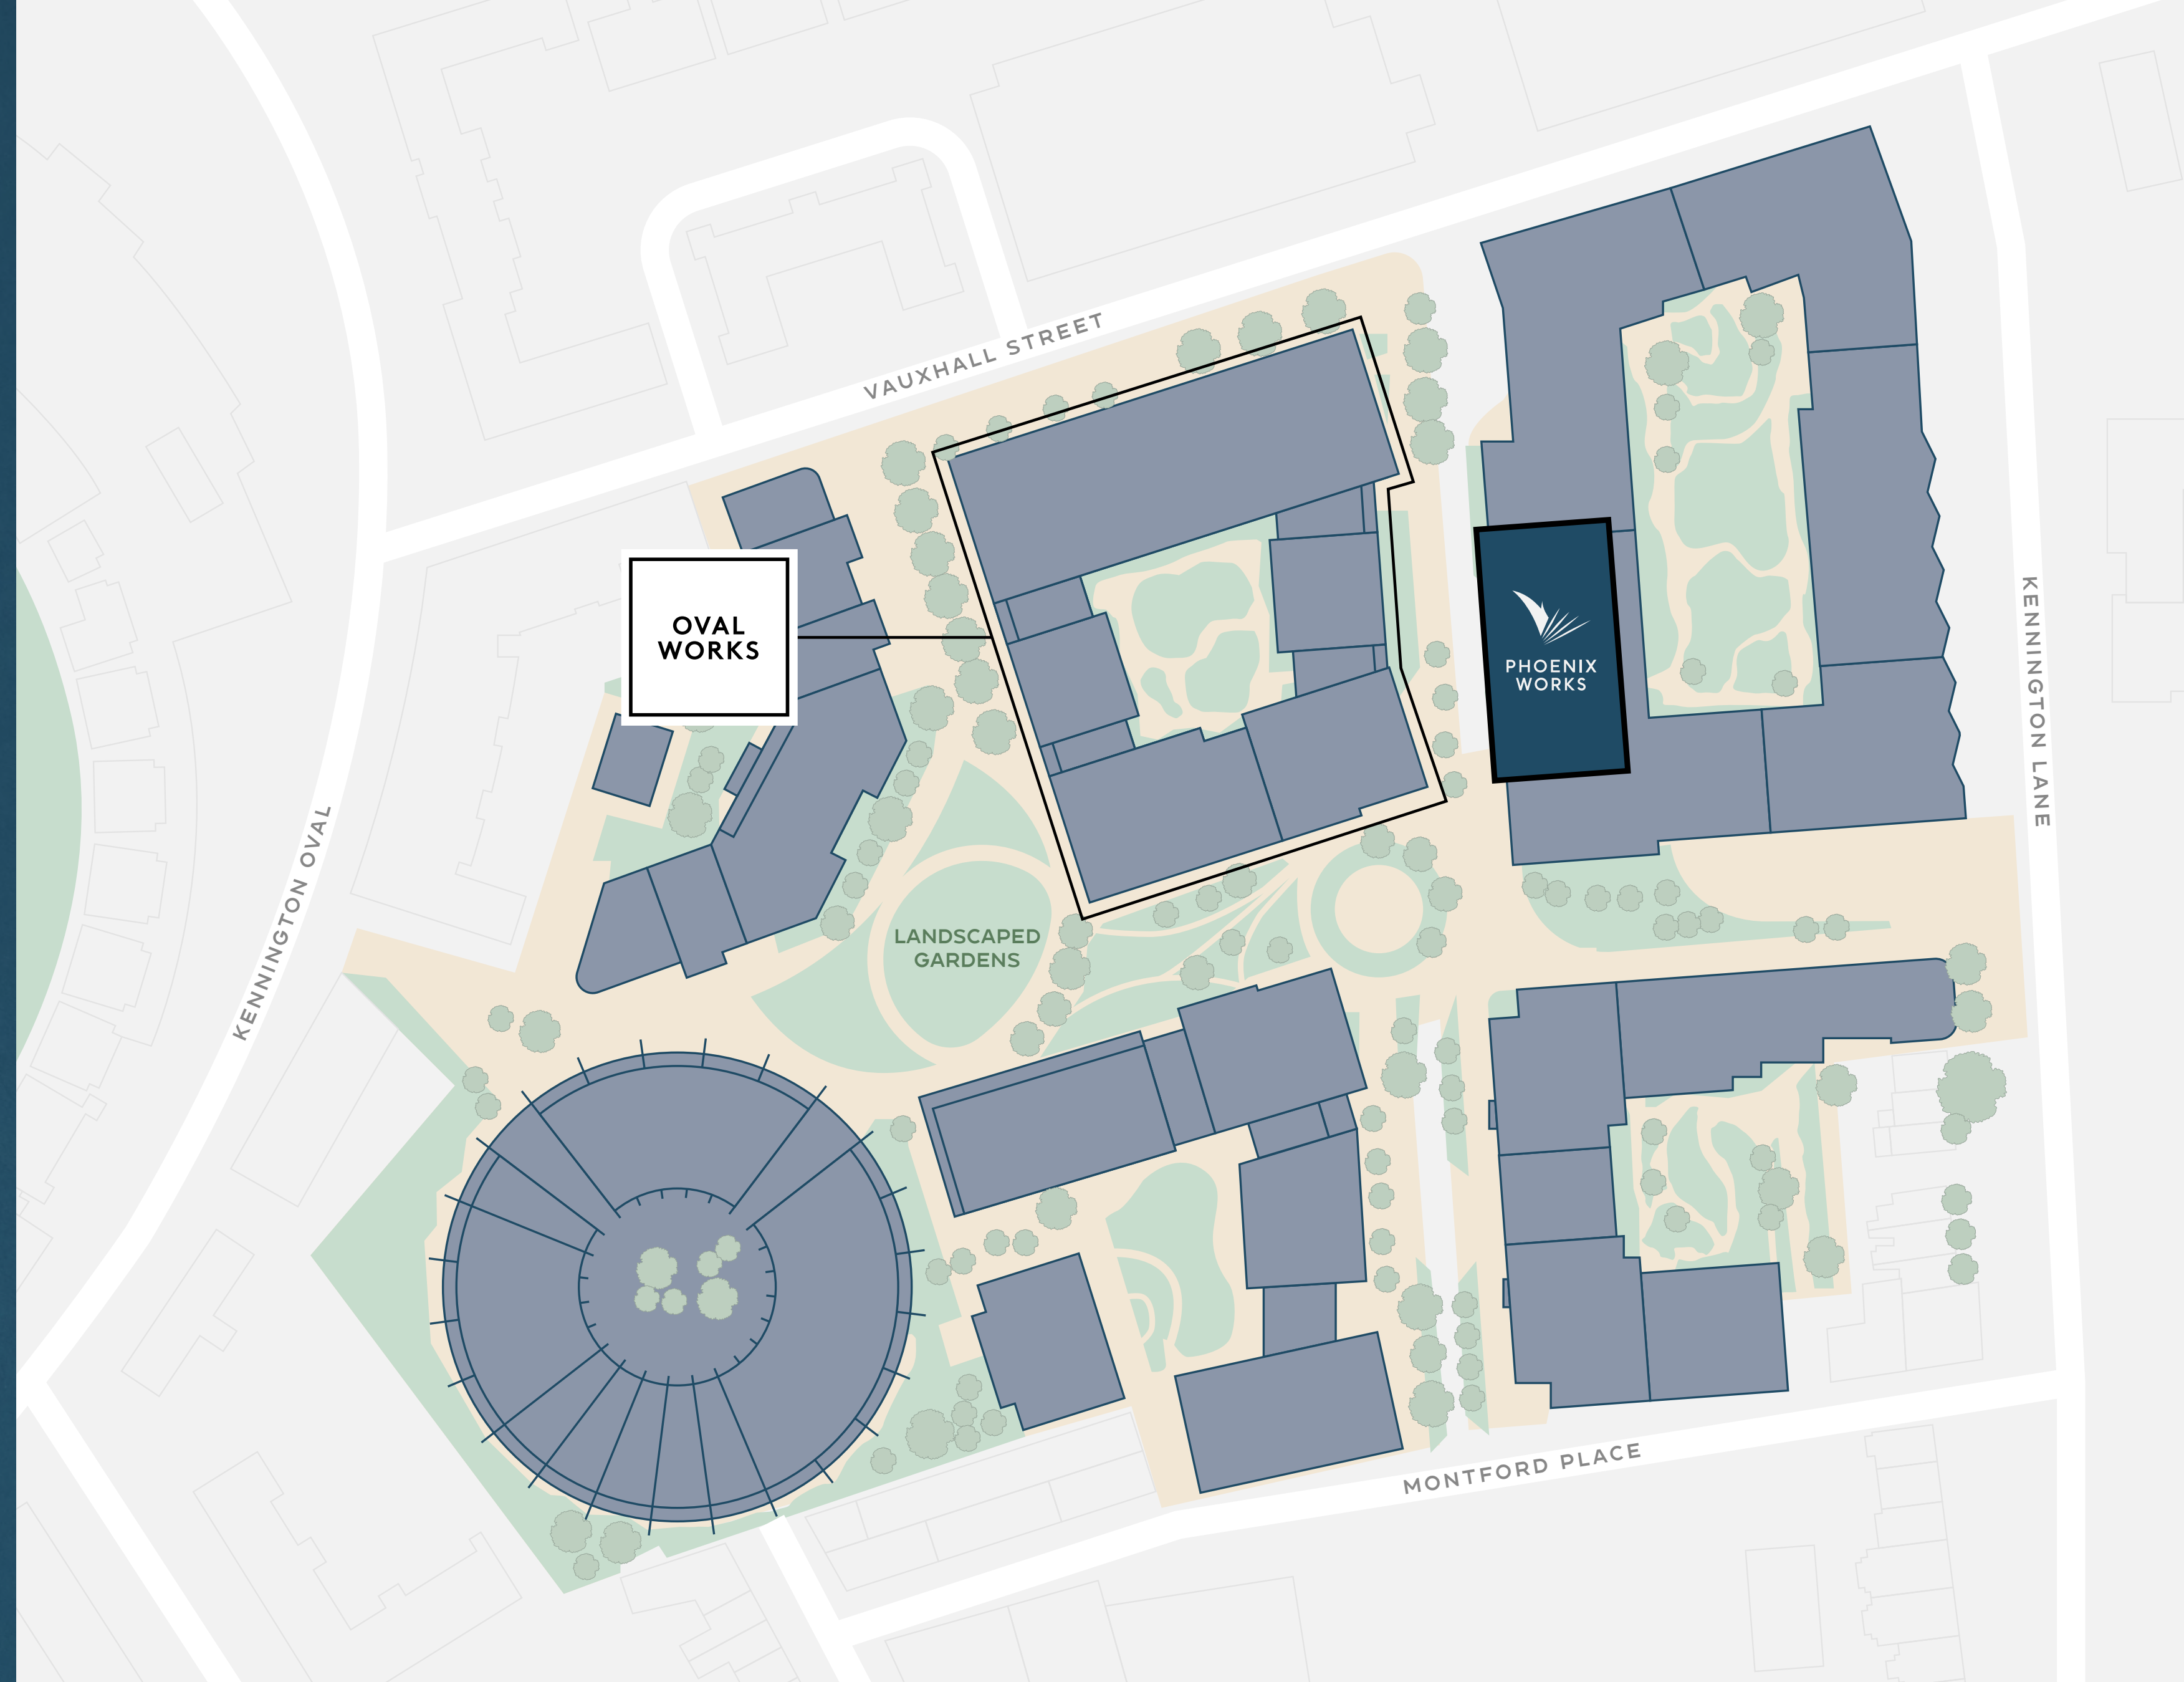 VAUXHALL STREET
OVAL
WORKS
PHOENIX
WORKS
KENNINGTON LANE
KENNINGTON OVAL
LANDSCAPED
GARDENS
MONTFORD PLACE